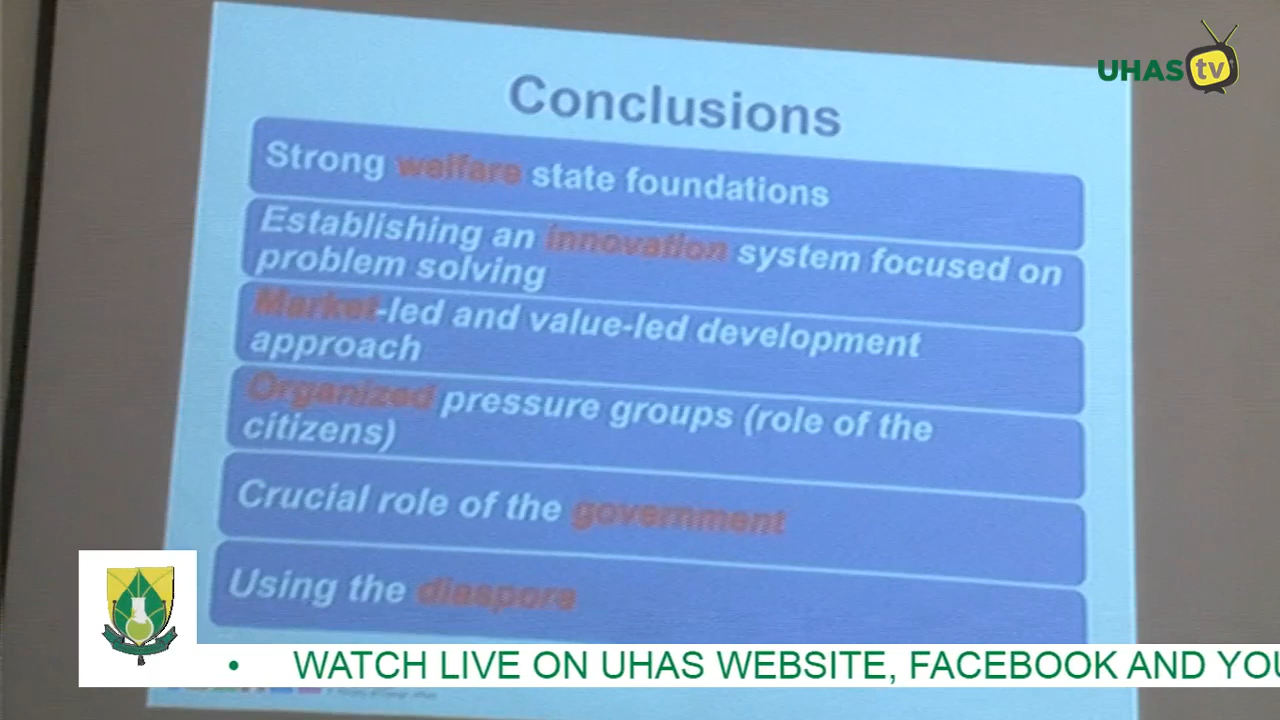 UHAS tv
Conclusions
Strong welfare state foundations
Establishing an innovation system focused on
problem solving
Market-led and value-led development
approach
Organized pressure groups (role of the
citizens)
Crucial role of the government
Using the diaspora
• WATCH LIVE ON UHAS WEBSITE, FACEBOOK AND YOU